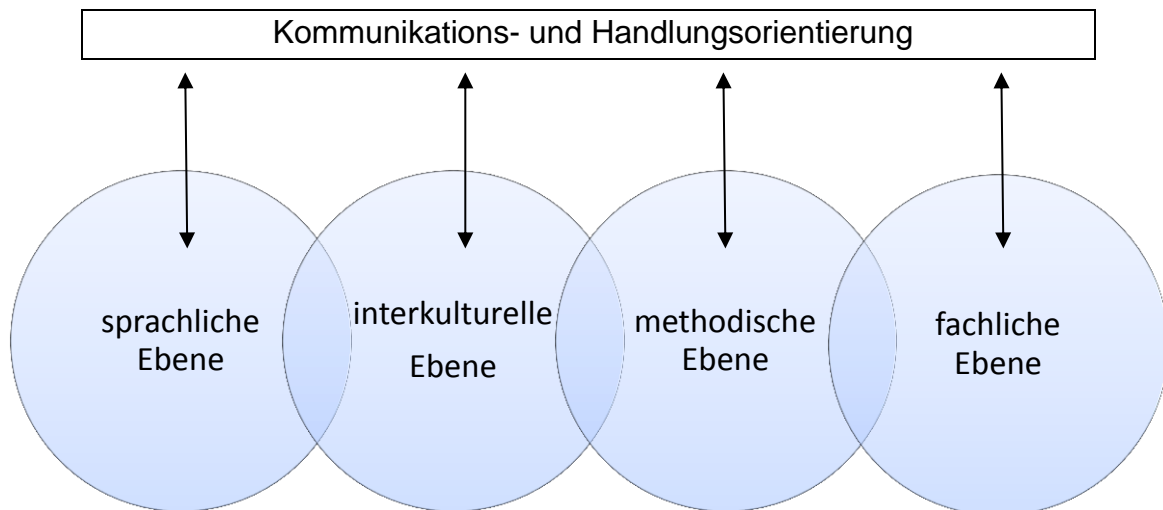 Kommunikations- und Handlungsorientierung
sprachliche
Ebene
interkulturelle
Ebene
methodische
Ebene
fachliche
Ebene